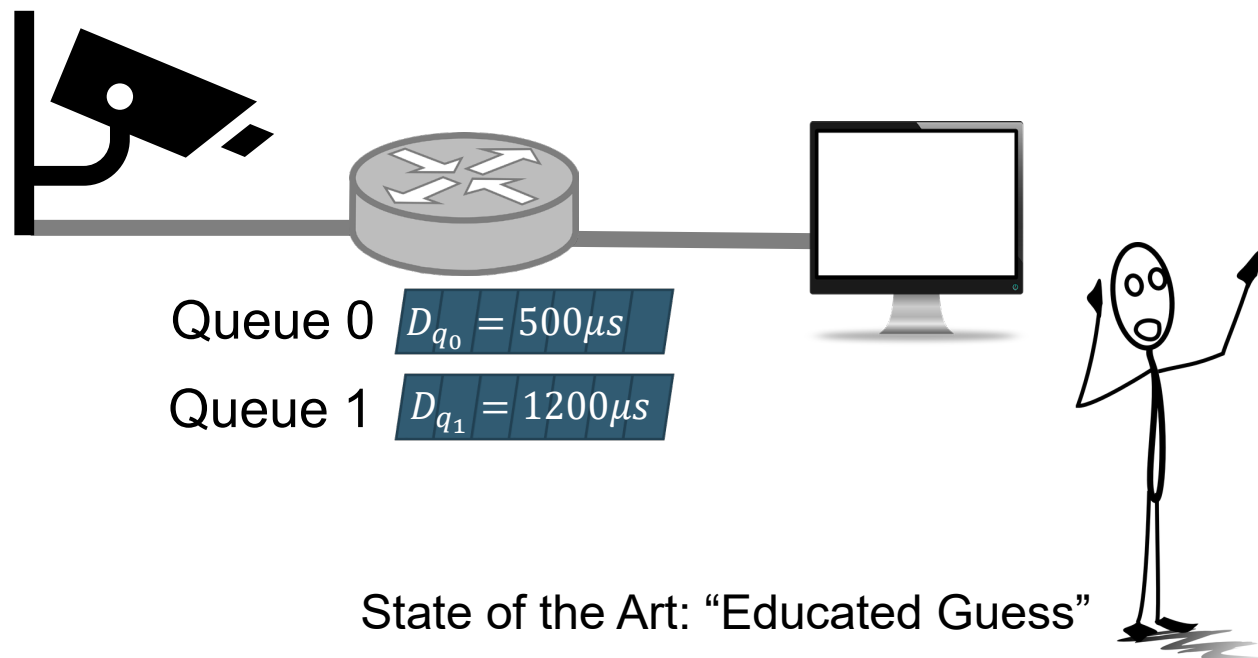 Queue 0 D_{q_0} = 500μs
Queue 1 D_{q_1} = 1200μs
State of the Art: “Educated Guess”